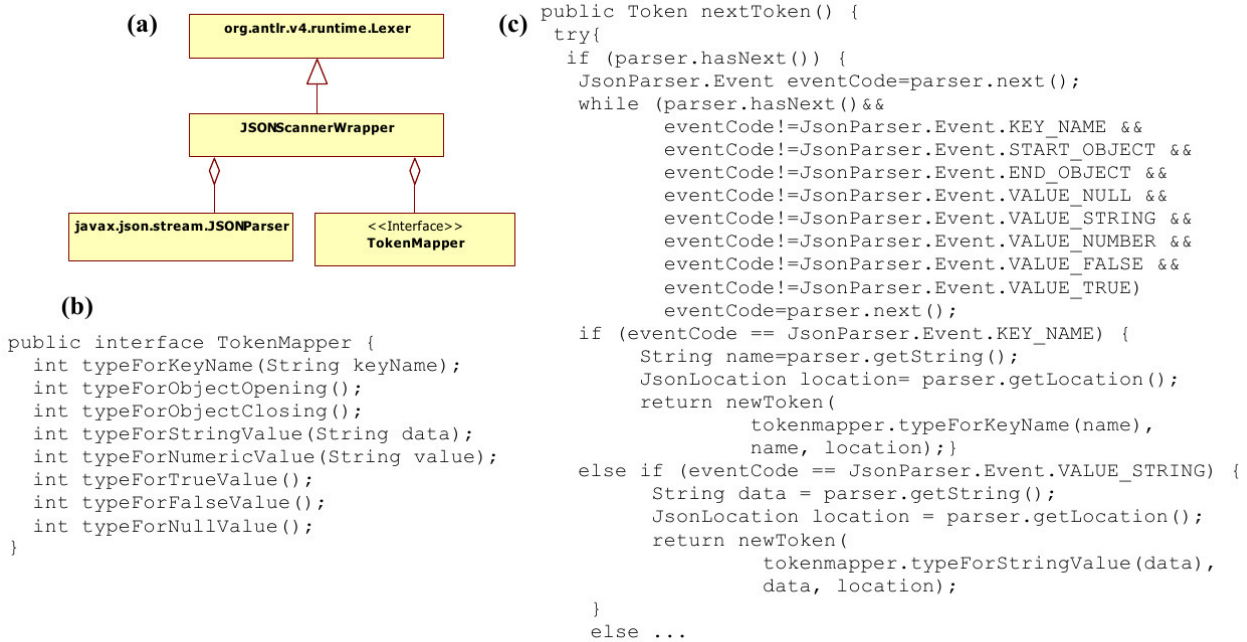 (a)
org.antlr.v4.runtime.Lexer
JSONScannerWrapper
javax.json.stream.JSONParser
<<Interface>>
TokenMapper
(b)
public interface TokenMapper {
int typeForKeyName(String keyName);
int typeForObjectOpening();
int typeForObjectClosing();
int typeForStringValue(String data);
int typeForNumericValue(String value);
int typeForTrueValue();
int typeForFalseValue();
int typeForNullValue();
}
(c)
public Token nextToken() {
try{
if (parser.hasNext()) {
JsonParser.Event eventCode=parser.next();
while (parser.hasNext()&&
eventCode!=JsonParser.Event.KEY_NAME &&
eventCode!=JsonParser.Event.START_OBJECT &&
eventCode!=JsonParser.Event.END_OBJECT &&
eventCode!=JsonParser.Event.VALUE_NULL &&
eventCode!=JsonParser.Event.VALUE_STRING &&
eventCode!=JsonParser.Event.VALUE_NUMBER &&
eventCode!=JsonParser.Event.VALUE_FALSE &&
eventCode!=JsonParser.Event.VALUE_TRUE)
eventCode=parser.next();
if (eventCode == JsonParser.Event.KEY_NAME) {
String name=parser.getString();
JsonLocation location= parser.getLocation();
return newToken(
tokenmapper.typeForKeyName(name),
name, location);}
else if (eventCode == JsonParser.Event.VALUE_STRING) {
String data = parser.getString();
JsonLocation location = parser.getLocation();
return newToken(
tokenmapper.typeForStringValue(data),
data, location);
}
else ...